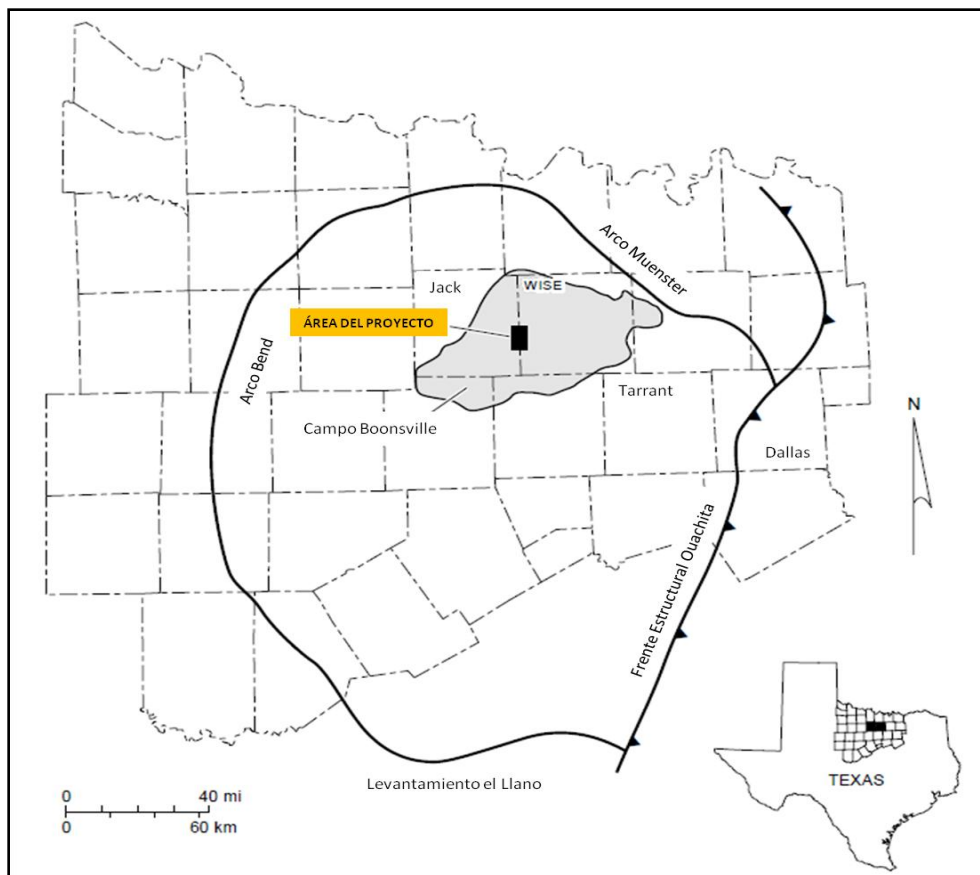 Arco Muenster
Jack
WISE
ÁREA DEL PROYECTO
Arco Bend
Tarrant
Campo Boonsville
N
Dallas
Frente Estructural Ouachita
Levantamiento el Llano
TEXAS
0 40 mi
0 60 km